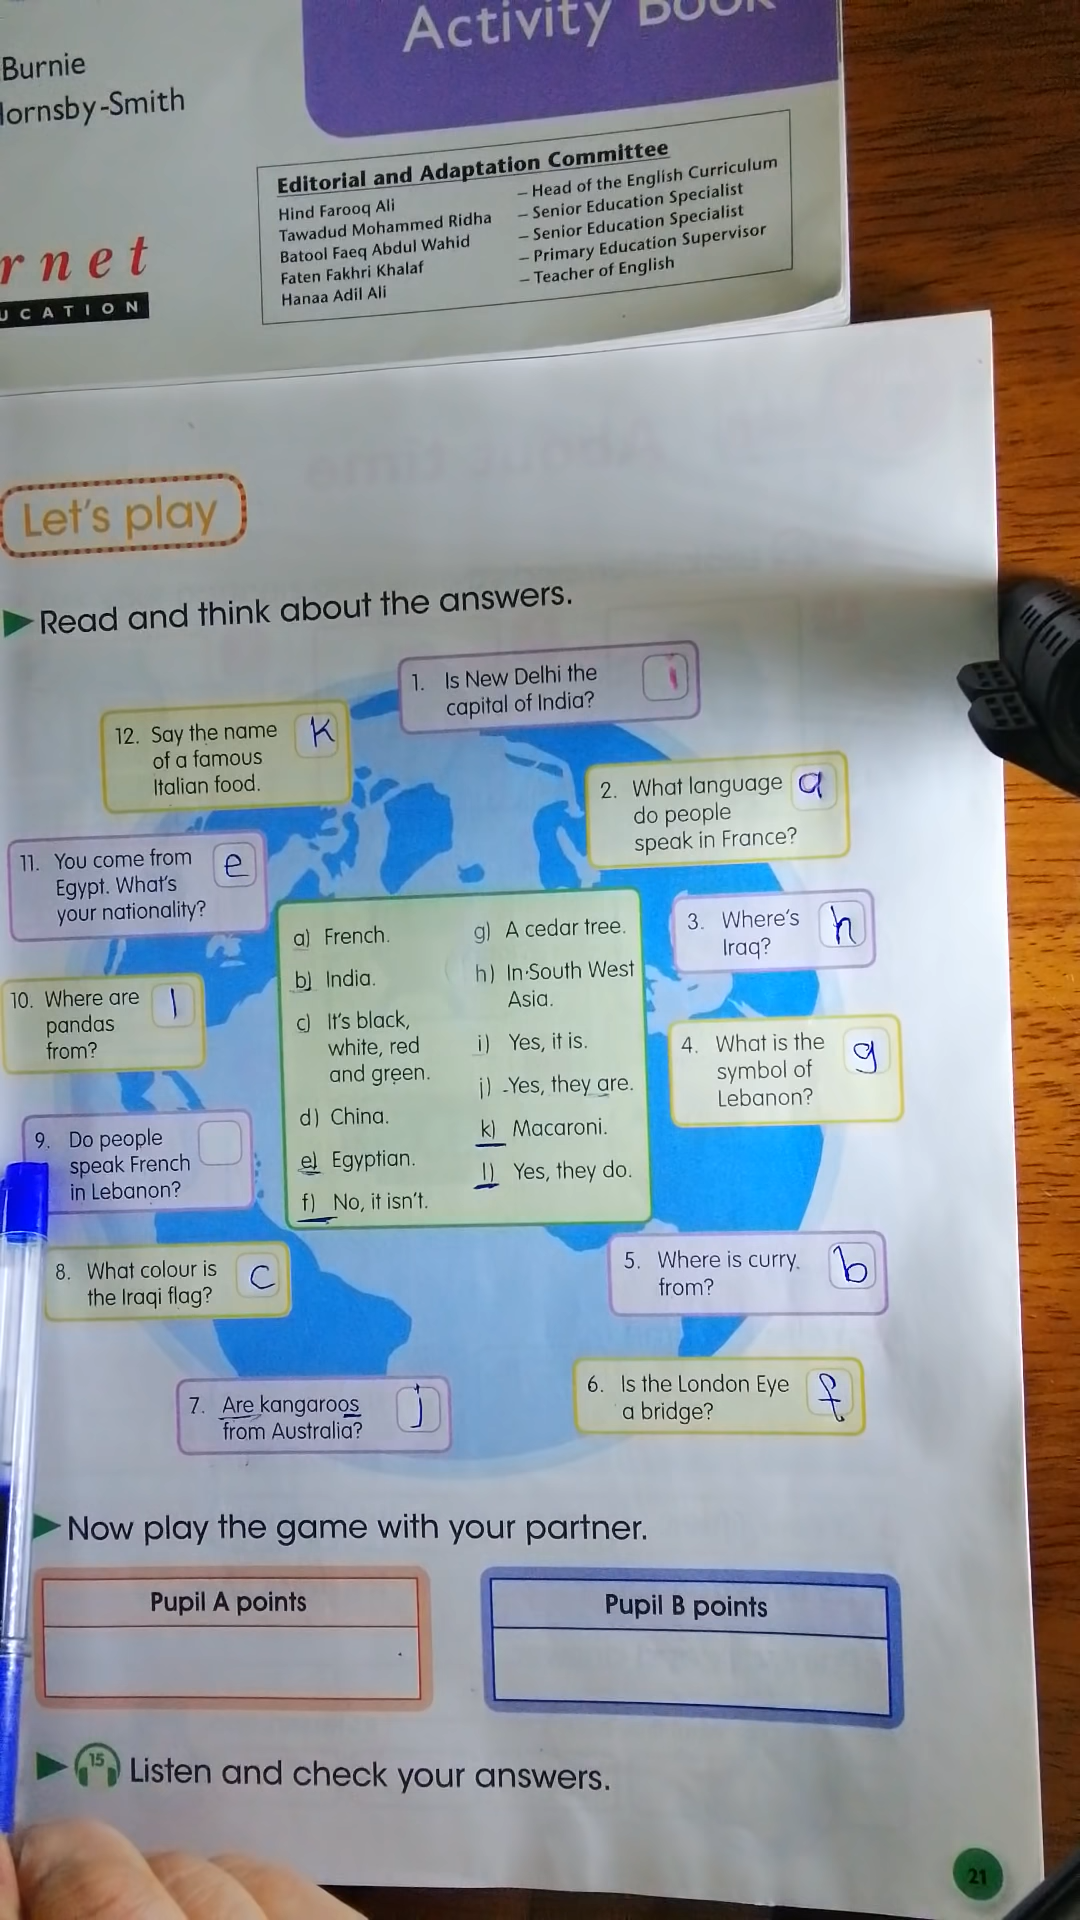 Activity Book
Burnie
Hornsby-Smith
Editorial and Adaptation Committee
Hind Farooq Ali – Head of the English Curriculum
Tawadud Mohammed Ridha – Senior Education Specialist
Batool Faeq Abdul Wahid – Senior Education Specialist
Faten Fakhri Khalaf – Primary Education Supervisor
Hanaa Adil Ali – Teacher of English
rnet
UCATION
Let's play
Read and think about the answers.
1. Is New Delhi the i
capital of India?
12. Say the name k
of a famous
Italian food.
2. What language a
do people
speak in France?
11. You come from e
Egypt. What's
your nationality?
3. Where's h
Iraq?
10. Where are l
pandas
from?
4. What is the g
symbol of
Lebanon?
9. Do people
speak French
in Lebanon?
a) French.
b) India.
c) It's black,
white, red
and green.
d) China.
e) Egyptian.
f) No, it isn't.
g) A cedar tree.
h) In South West
Asia.
i) Yes, it is.
j) Yes, they are.
k) Macaroni.
l) Yes, they do.
8. What colour is c
the Iraqi flag?
5. Where is curry b
from?
7. Are kangaroos j
from Australia?
6. Is the London Eye f
a bridge?
Now play the game with your partner.
Pupil A points
Pupil B points
15 Listen and check your answers.
21